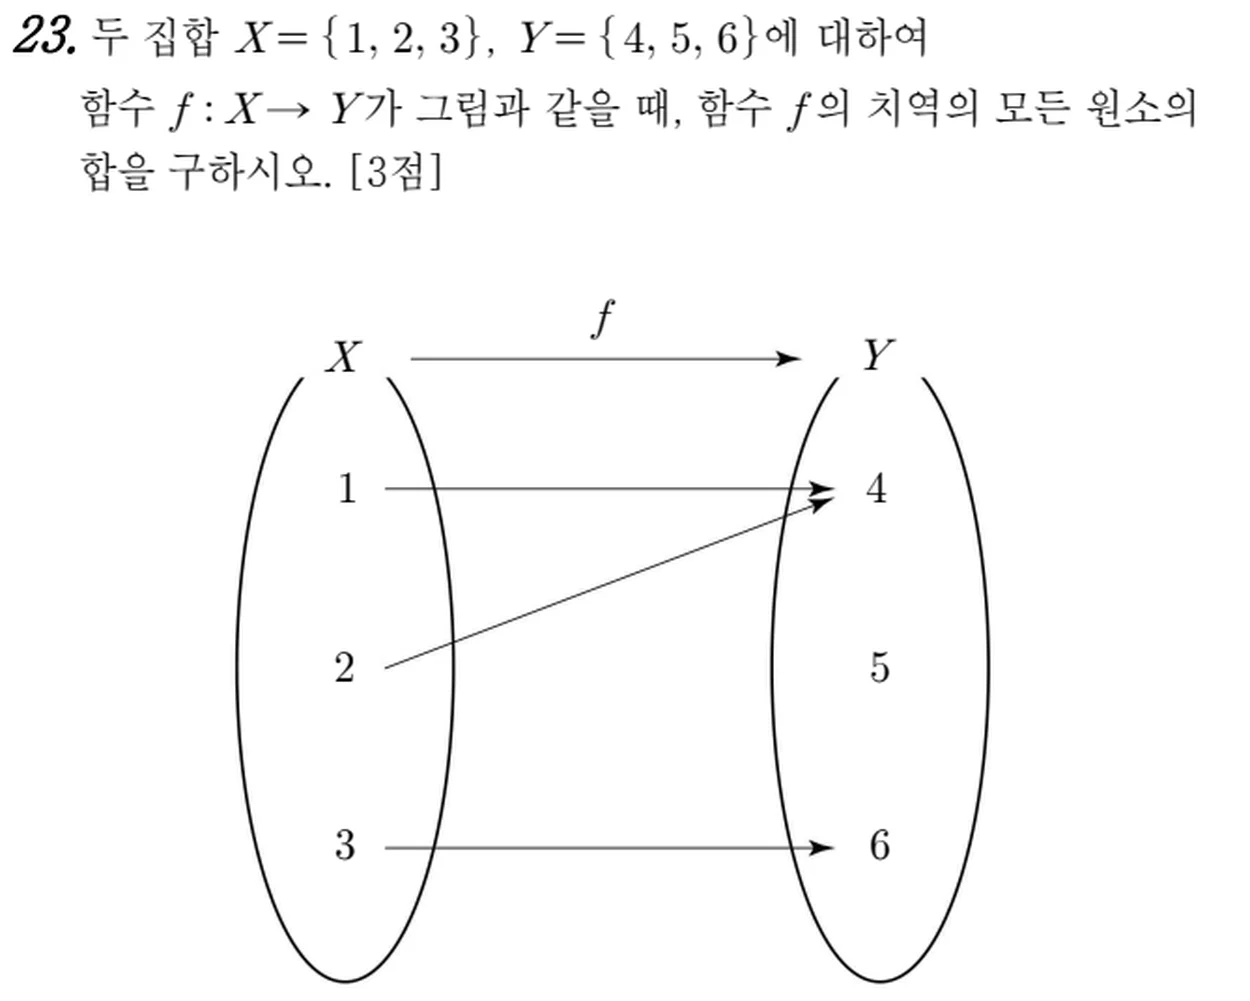 23. 두 집합 X={1, 2, 3}, Y={4, 5, 6}에 대하여
함수 f : X → Y가 그림과 같을 때, 함수 f의 치역의 모든 원소의
합을 구하시오. [3점]
f
X Y
1 4
2 5
3 6